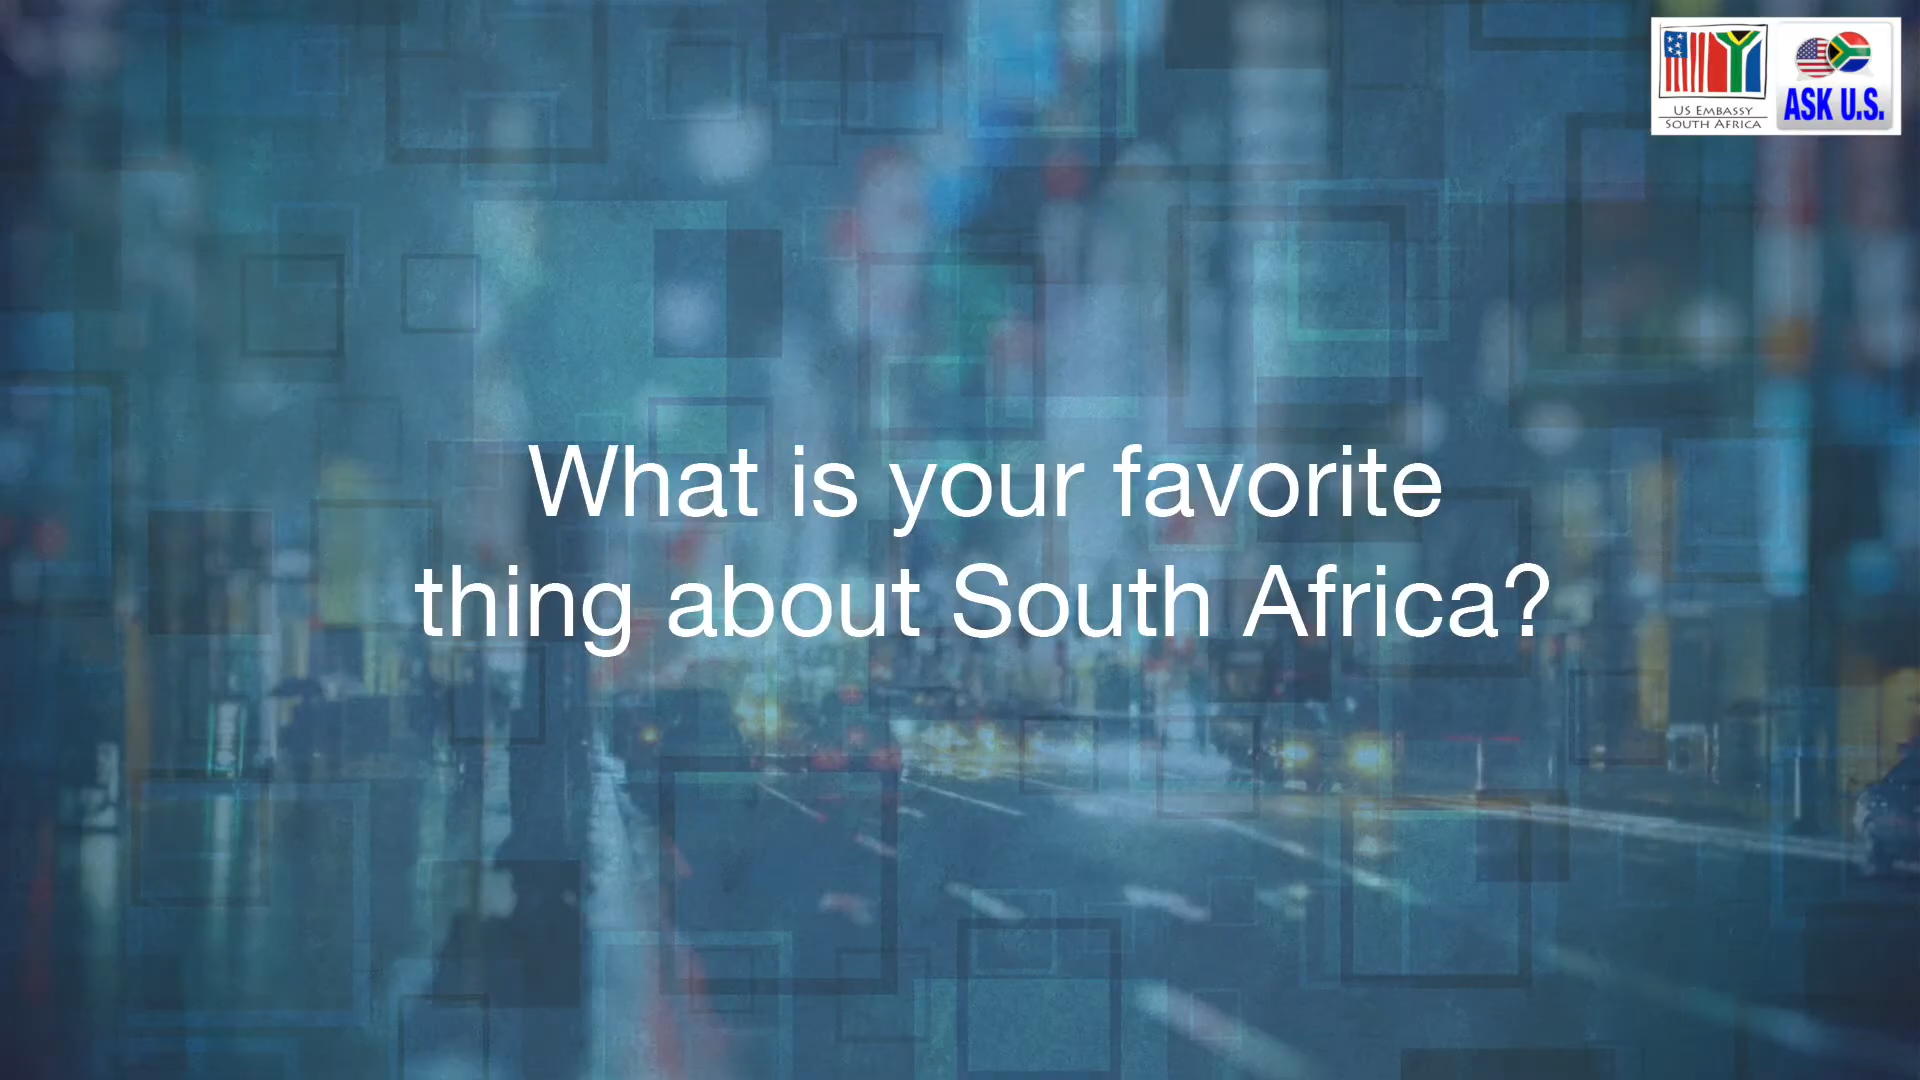 US EMBASSY
SOUTH AFRICA
ASK U.S.
What is your favorite
thing about South Africa?